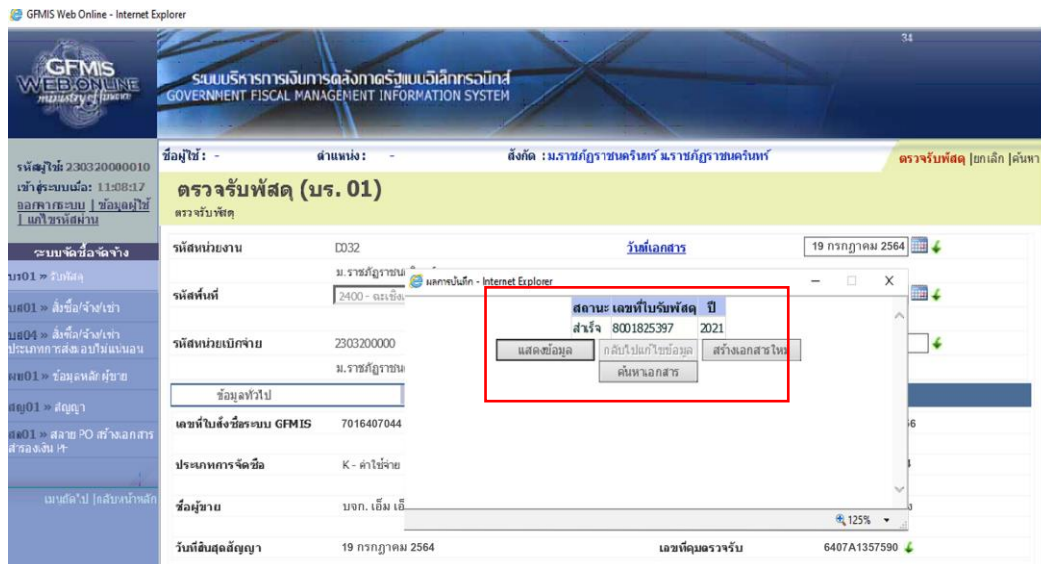 GFMIS Web Online - Internet Explorer
34
GFMIS
WEB ONLINE
ministry of finance
ระบบบริหารการเงินการคลังภาครัฐแบบอิเล็กทรอนิกส์
GOVERNMENT FISCAL MANAGEMENT INFORMATION SYSTEM
ชื่อผู้ใช้ : - ตำแหน่ง : - สังกัด : ม.ราชภัฏราชนครินทร์ ม.ราชภัฏราชนครินทร์
ตรวจรับพัสดุ |ยกเลิก |ค้นหา
รหัสผู้ใช้: 230320000010
เข้าสู่ระบบเมื่อ: 11:08:17
ออกจากระบบ | ข้อมูลผู้ใช้
| แก้ไขรหัสผ่าน
ตรวจรับพัสดุ (บร. 01)
ตรวจรับพัสดุ
ระบบจัดซื้อจัดจ้าง
บร01 » รับพัสดุ
บส01 » สั่งซื้อ/จ้าง/เช่า
บส04 » สั่งซื้อ/จ้าง/เช่า
ประเภทการส่งมอบไม่แน่นอน
ผข01 » ข้อมูลหลักผู้ขาย
สญ01 » สัญญา
» สลาย PO สร้างเอกสาร
สำรองเงิน
เมนูถัดไป |กลับหน้าหลัก
รหัสหน่วยงาน D032 วันที่เอกสาร 19 กรกฎาคม 2564
ม.ราชภัฏราชน
รหัสพื้นที่ 2400 - ฉะเชิง
รหัสหน่วยเบิกจ่าย 2303200000
ม.ราชภัฏราชน
ผลการบันทึก - Internet Explorer
สถานะ เลขที่ใบรับพัสดุ ปี
สำเร็จ 8001825397 2021
แสดงข้อมูล กลับไปแก้ไขข้อมูล สร้างเอกสารใหม่
ค้นหาเอกสาร
125%
ข้อมูลทั่วไป
เลขที่ใบสั่งซื้อระบบ GFMIS 7016407044
ประเภทการจัดซื้อ K - ค่าใช้จ่าย
ชื่อผู้ขาย บจก. เอ็ม เอ็
วันที่สิ้นสุดสัญญา 19 กรกฎาคม 2564 เลขที่คุมตรวจรับ 6407A1357590